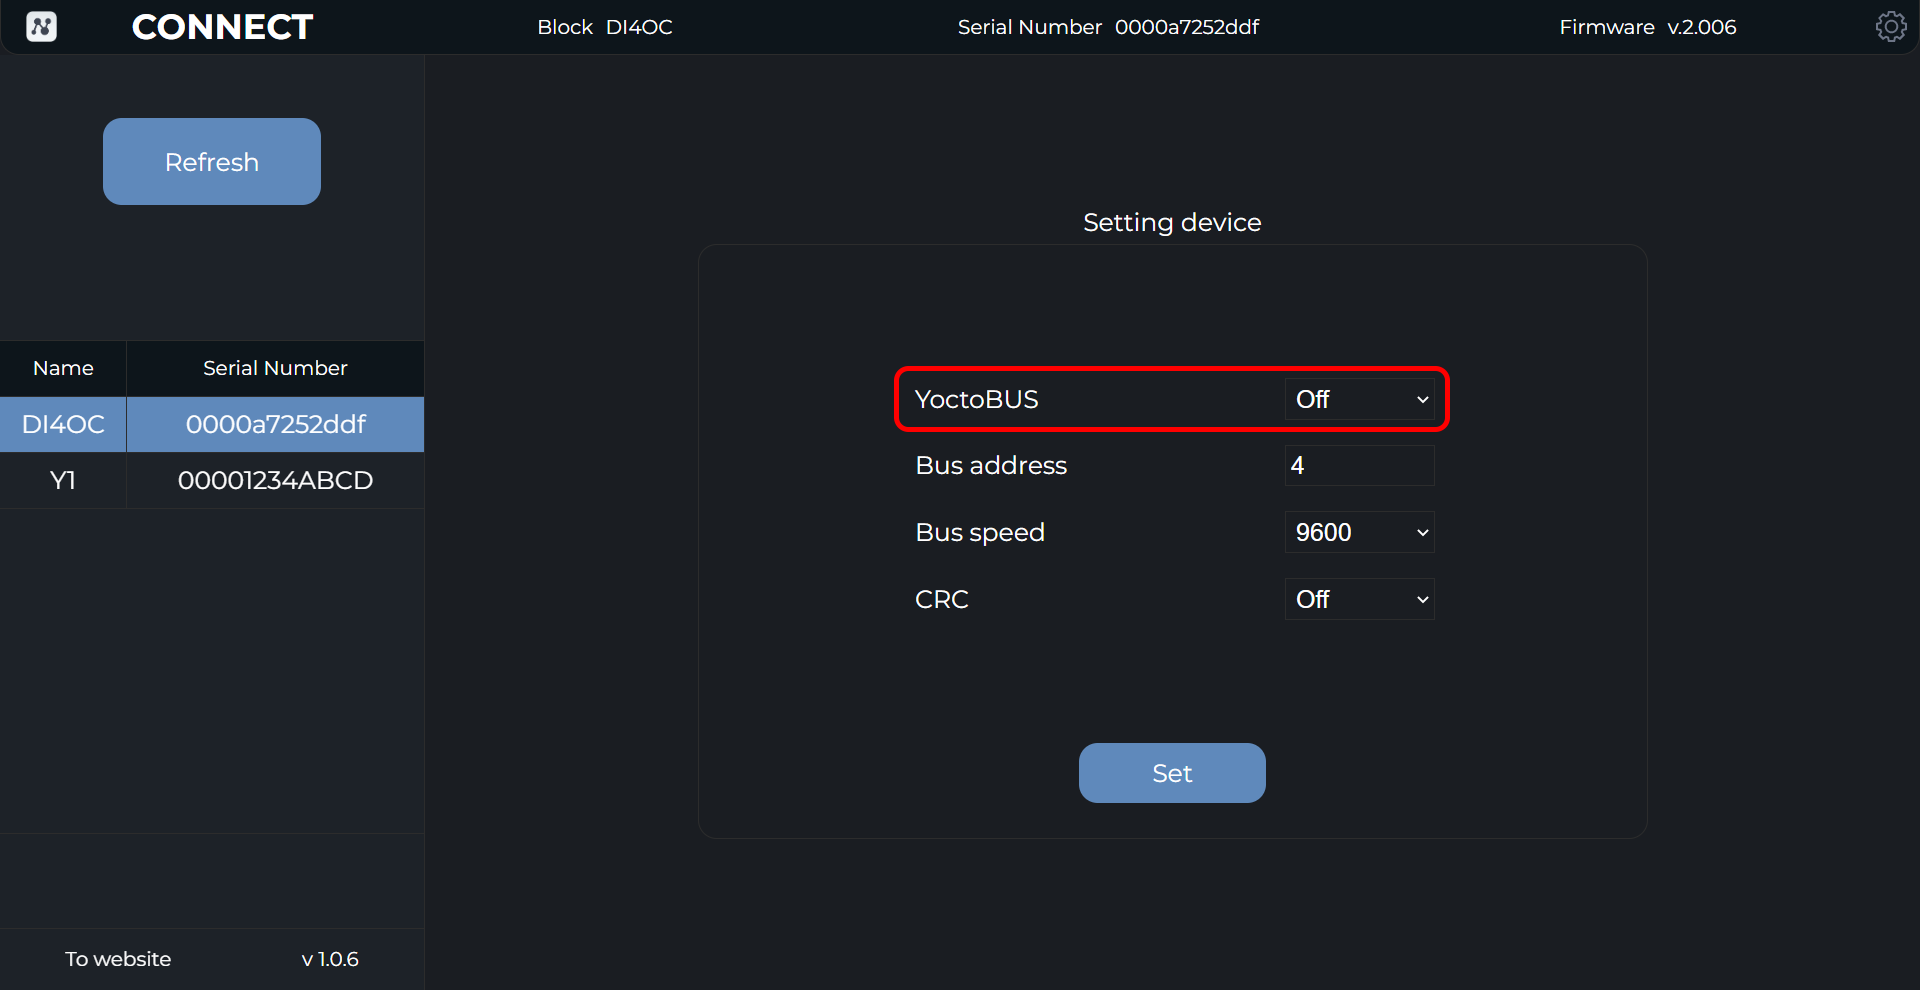 CONNECT
Block DI4OC
Serial Number 0000a7252ddf
Firmware v.2.006
Refresh
Name Serial Number
DI4OC 0000a7252ddf
Y1 00001234ABCD
To website v 1.0.6
Setting device
YoctoBUS Off
Bus address 4
Bus speed 9600
CRC Off
Set